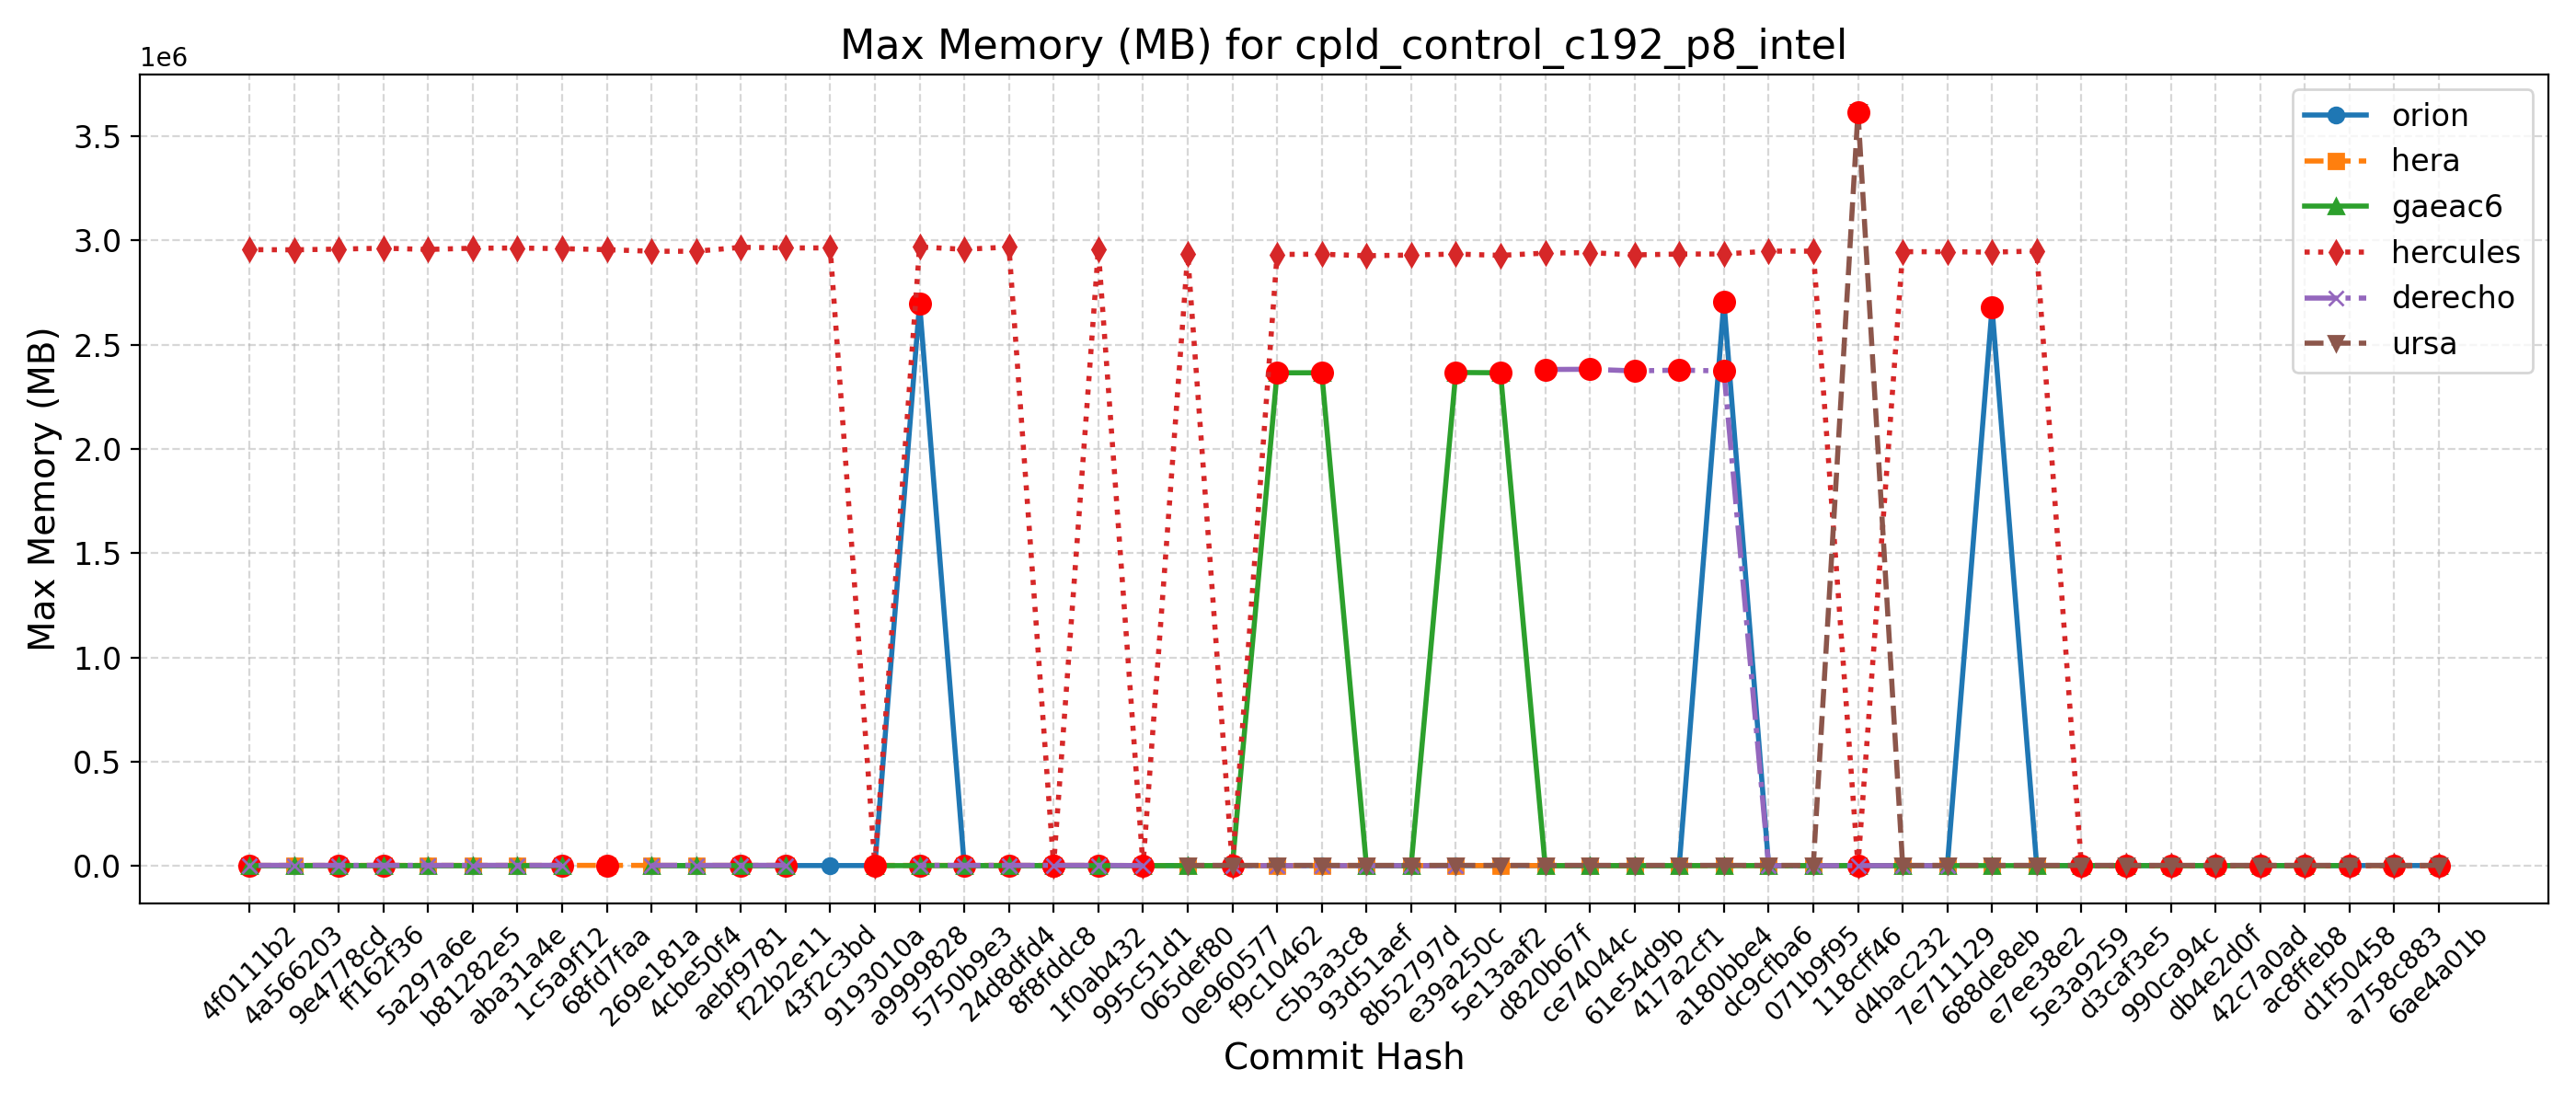 Max Memory (MB) for cpld_control_c192_p8_intel
1e6
3.5
3.0
2.5
2.0
1.5
1.0
0.5
0.0
Max Memory (MB)
orion
hera
gaeac6
hercules
derecho
ursa
4f0111b2
4a566203
9e4778cd
ff162f36
5a297a6e
b81282e5
aba31a4e
1c5a9f12
68fd7faa
269e181a
4cbe50f4
aebf9781
f22b2e11
43f2c3bd
9193010a
a9999828
5750b9e3
24d8dfd4
8f8fddc8
1f0ab432
995c51d1
065def80
0e960577
f9c10462
c5b3a3c8
93d51aef
8b52797d
e39a250c
5e13aaf2
d820b67f
ce74044c
61e54d9b
417a2cf1
a180bbe4
dc9cfba6
071b9f95
118cff46
d4bac232
7e711129
688de8eb
e7ee38e2
5e3a9259
d3caf3e5
990ca94c
db4e2d0f
42c7a0ad
ac8ffeb8
d1f50458
a758c883
6ae4a01b
Commit Hash